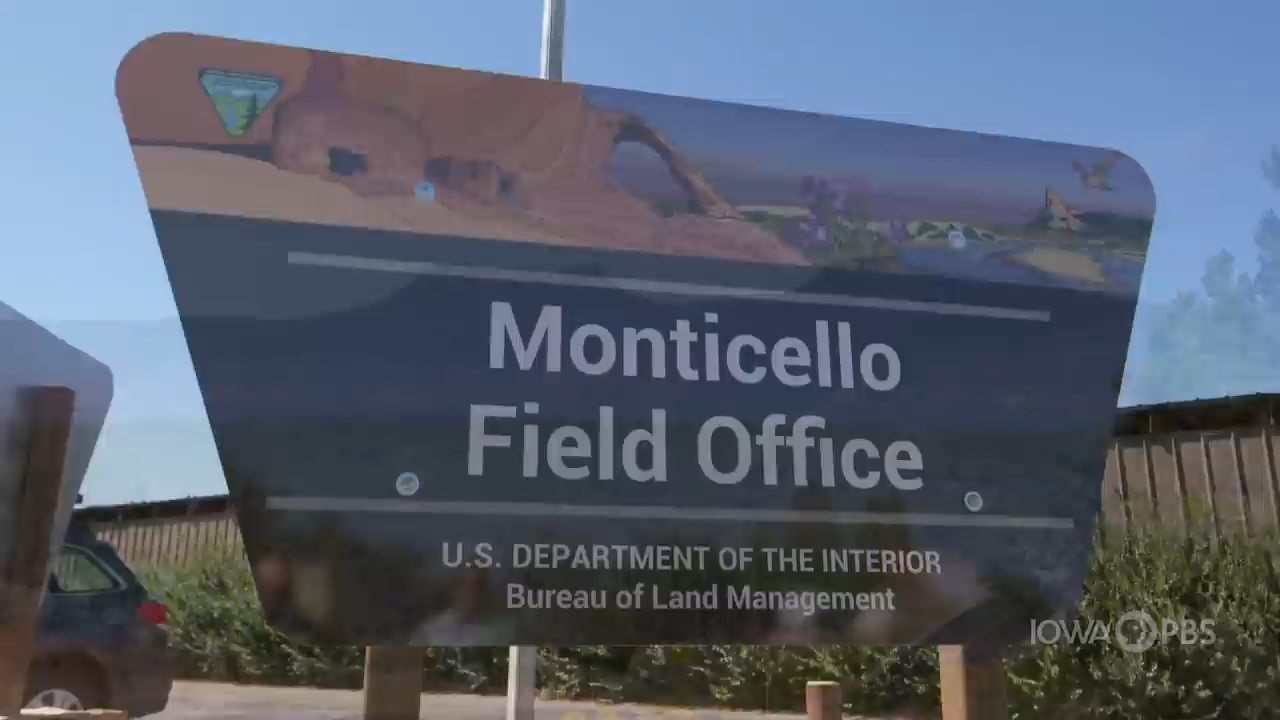 Monticello
Field Office
U.S. DEPARTMENT OF THE INTERIOR
Bureau of Land Management
IOWA PBS